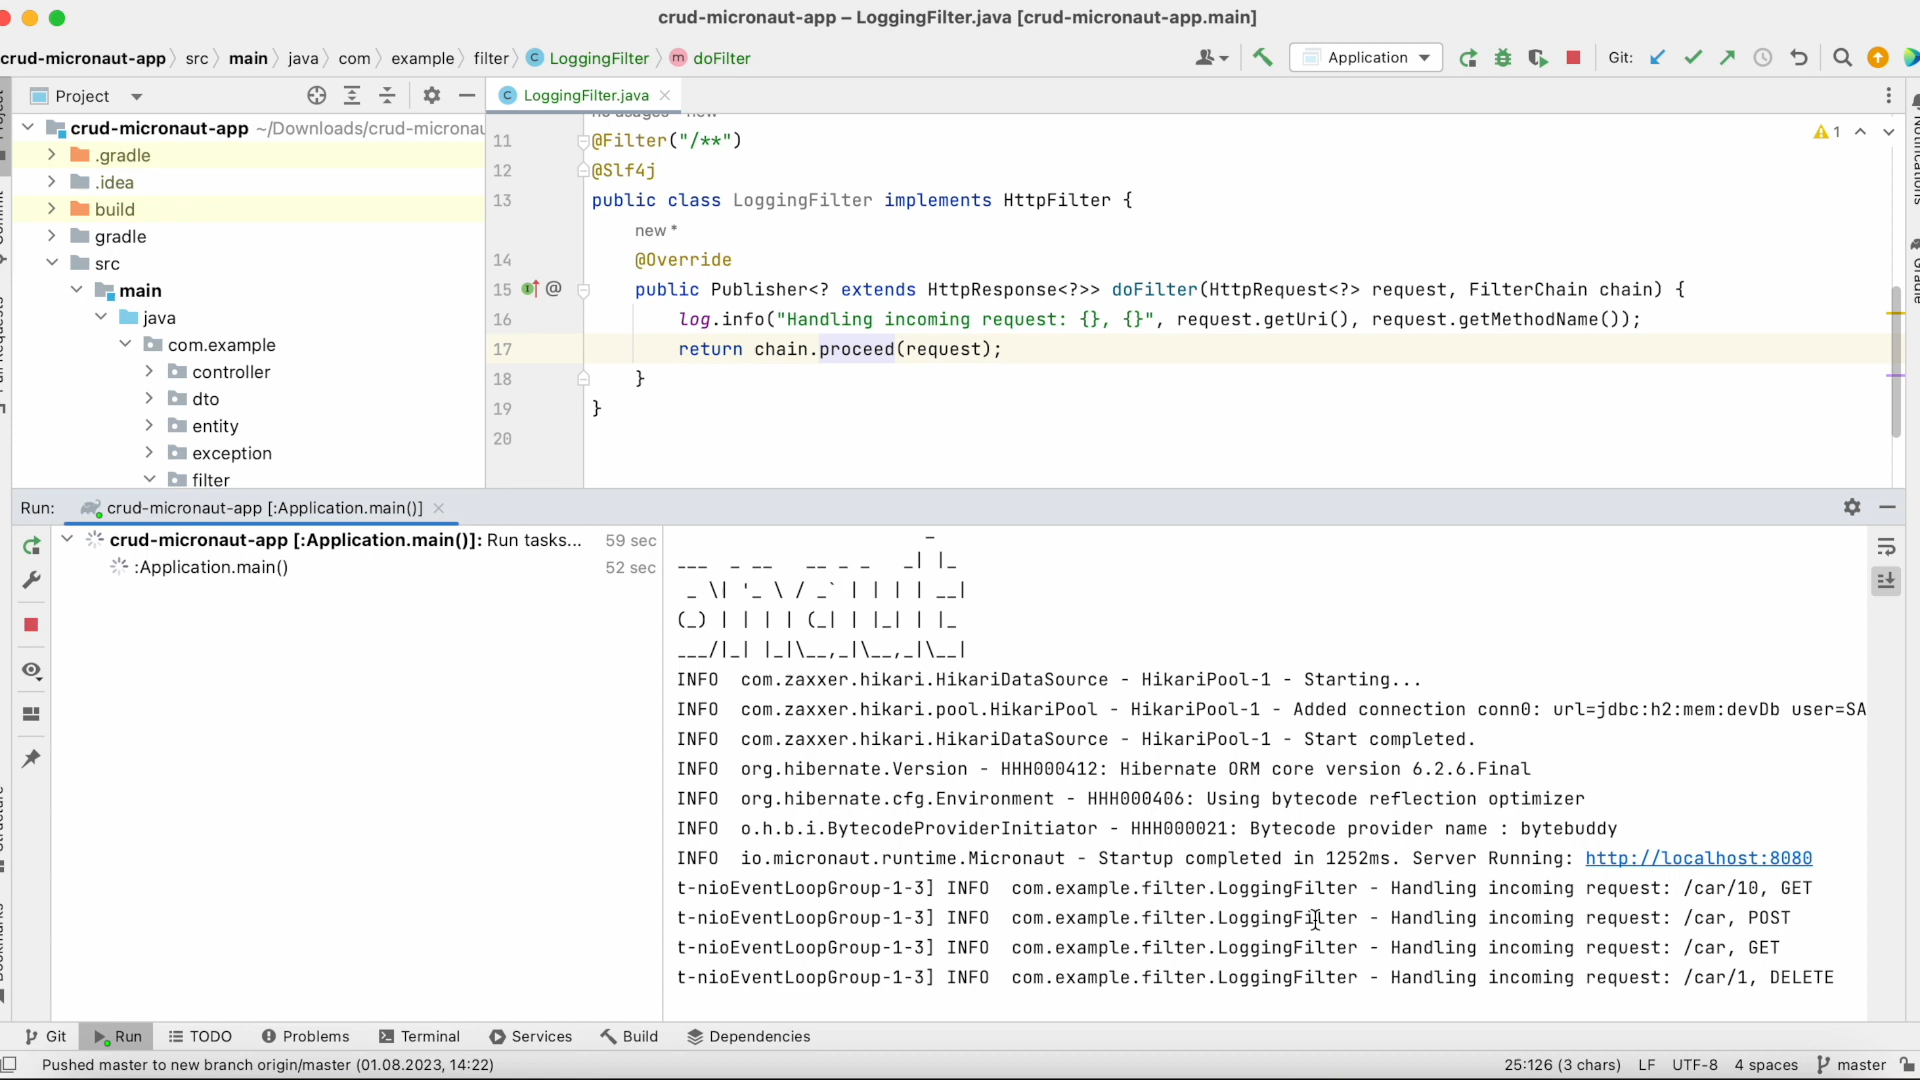 crud-micronaut-app – LoggingFilter.java [crud-micronaut-app.main]
crud-micronaut-app src main java com example filter LoggingFilter doFilter
Application Git:
Project
LoggingFilter.java
crud-micronaut-app ~/Downloads/crud-micronau
.gradle
.idea
build
gradle
src
main
java
com.example
controller
dto
entity
exception
filter
11 @Filter("/**")
12 @Slf4j
13 public class LoggingFilter implements HttpFilter {
new *
14 @Override
15 public Publisher<? extends HttpResponse<?>> doFilter(HttpRequest<?> request, FilterChain chain) {
16 log.info("Handling incoming request: {}, {}", request.getUri(), request.getMethodName());
17 return chain.proceed(request);
18 }
19 }
20
1
Notifications
Gradle
Run: crud-micronaut-app [:Application.main()]
crud-micronaut-app [:Application.main()]: Run tasks... 59 sec
:Application.main() 52 sec
INFO com.zaxxer.hikari.HikariDataSource - HikariPool-1 - Starting...
INFO com.zaxxer.hikari.pool.HikariPool - HikariPool-1 - Added connection conn0: url=jdbc:h2:mem:devDb user=SA
INFO com.zaxxer.hikari.HikariDataSource - HikariPool-1 - Start completed.
INFO org.hibernate.Version - HHH000412: Hibernate ORM core version 6.2.6.Final
INFO org.hibernate.cfg.Environment - HHH000406: Using bytecode reflection optimizer
INFO o.h.b.i.BytecodeProviderInitiator - HHH000021: Bytecode provider name : bytebuddy
INFO io.micronaut.runtime.Micronaut - Startup completed in 1252ms. Server Running: http://localhost:8080
t-nioEventLoopGroup-1-3] INFO com.example.filter.LoggingFilter - Handling incoming request: /car/10, GET
t-nioEventLoopGroup-1-3] INFO com.example.filter.LoggingFilter - Handling incoming request: /car, POST
t-nioEventLoopGroup-1-3] INFO com.example.filter.LoggingFilter - Handling incoming request: /car, GET
t-nioEventLoopGroup-1-3] INFO com.example.filter.LoggingFilter - Handling incoming request: /car/1, DELETE
Git Run TODO Problems Terminal Services Build Dependencies
Pushed master to new branch origin/master (01.08.2023, 14:22) 25:126 (3 chars) LF UTF-8 4 spaces master